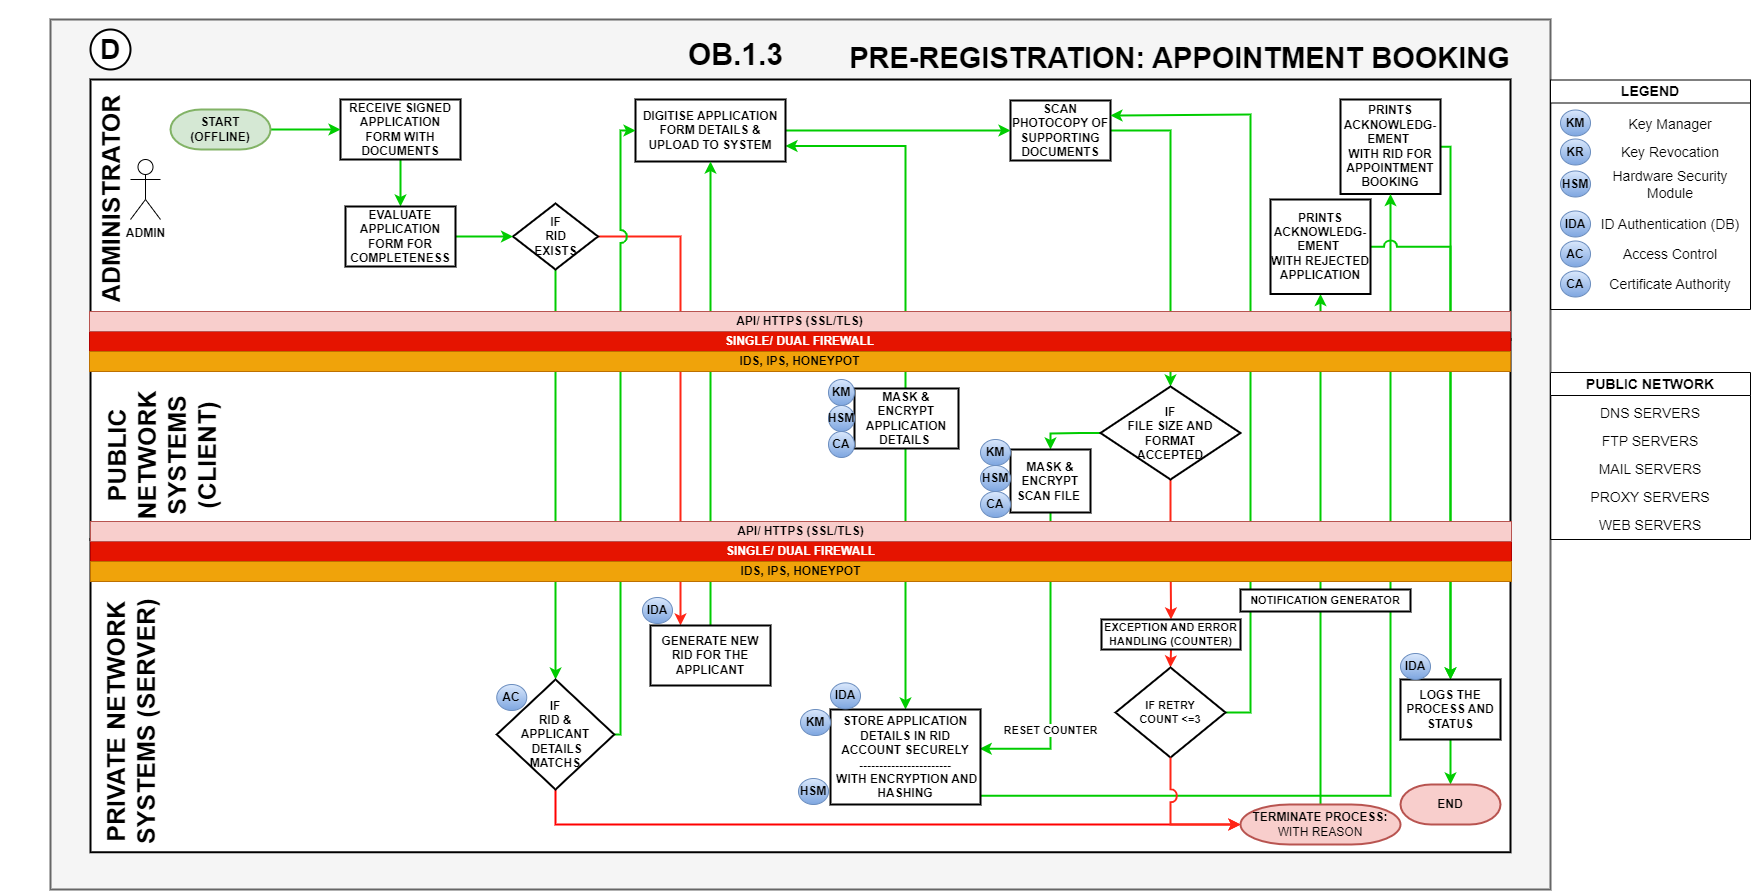 D
OB.1.3
PRE-REGISTRATION: APPOINTMENT BOOKING
ADMINISTRATOR
ADMIN
START
(OFFLINE)
RECEIVE SIGNED
APPLICATION
FORM WITH
DOCUMENTS
EVALUATE
APPLICATION
FORM FOR
COMPLETENESS
IF
RID
EXISTS
DIGITISE APPLICATION
FORM DETAILS &
UPLOAD TO SYSTEM
SCAN
PHOTOCOPY OF
SUPPORTING
DOCUMENTS
PRINTS
ACKNOWLEDG-
EMENT
WITH RID FOR
APPOINTMENT
BOOKING
PRINTS
ACKNOWLEDG-
EMENT
WITH REJECTED
APPLICATION
API/ HTTPS (SSL/TLS)
SINGLE/ DUAL FIREWALL
IDS, IPS, HONEYPOT
PUBLIC
NETWORK
SYSTEMS
(CLIENT)
KM
HSM
CA
MASK &
ENCRYPT
APPLICATION
DETAILS
KM
HSM
CA
MASK &
ENCRYPT
SCAN FILE
IF
FILE SIZE AND
FORMAT
ACCEPTED
API/ HTTPS (SSL/TLS)
SINGLE/ DUAL FIREWALL
IDS, IPS, HONEYPOT
PRIVATE NETWORK
SYSTEMS (SERVER)
AC
IF
RID &
APPLICANT
DETAILS
MATCHS
IDA
GENERATE NEW
RID FOR THE
APPLICANT
IDA
KM
HSM
STORE APPLICATION
DETAILS IN RID
ACCOUNT SECURELY
-----------------------
WITH ENCRYPTION AND
HASHING
RESET COUNTER
EXCEPTION AND ERROR
HANDLING (COUNTER)
IF RETRY
COUNT <=3
NOTIFICATION GENERATOR
IDA
LOGS THE
PROCESS AND
STATUS
END
TERMINATE PROCESS:
WITH REASON
LEGEND
KM Key Manager
KR Key Revocation
HSM Hardware Security
Module
IDA ID Authentication (DB)
AC Access Control
CA Certificate Authority
PUBLIC NETWORK
DNS SERVERS
FTP SERVERS
MAIL SERVERS
PROXY SERVERS
WEB SERVERS